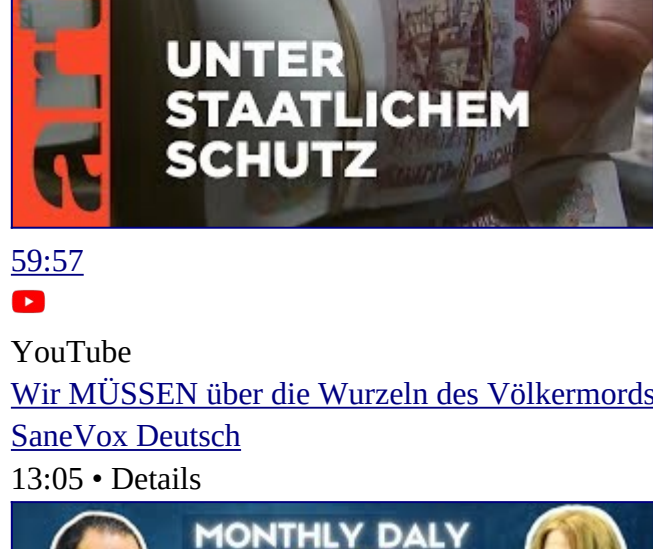 arte
UNTER
STAATLICHEM
SCHUTZ
59:57
YouTube
Wir MÜSSEN über die Wurzeln des Völkermords
SaneVox Deutsch
13:05 • Details
MONTHLY DALY